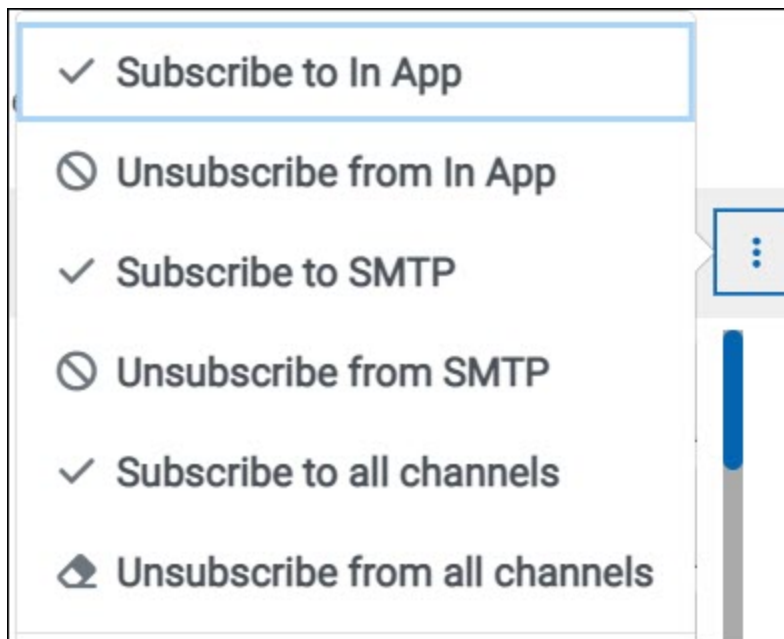 Subscribe to In App
Unsubscribe from In App
Subscribe to SMTP
Unsubscribe from SMTP
Subscribe to all channels
Unsubscribe from all channels